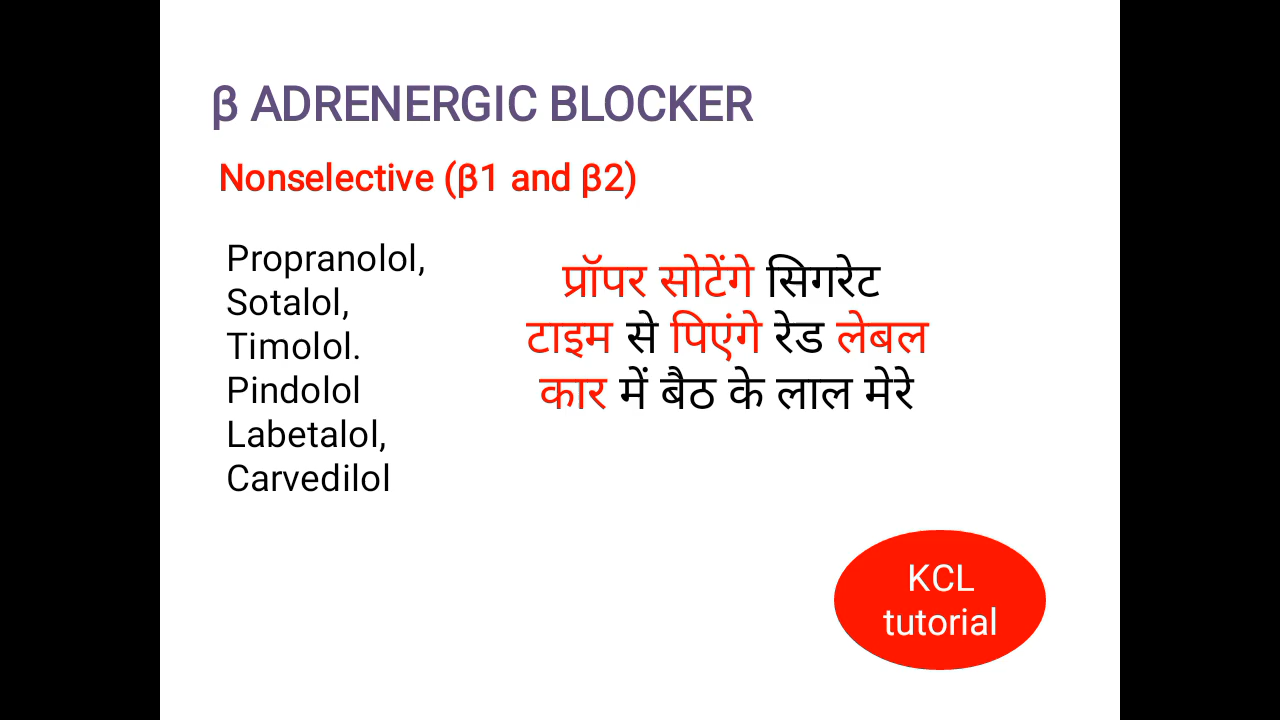 β ADRENERGIC BLOCKER
Nonselective (β1 and β2)
Propranolol,
Sotalol,
Timolol.
Pindolol
Labetalol,
Carvedilol
प्रॉपर सोटेंगे सिगरेट
टाइम से पिएंगे रेड लेबल
कार में बैठ के लाल मेरे
KCL
tutorial